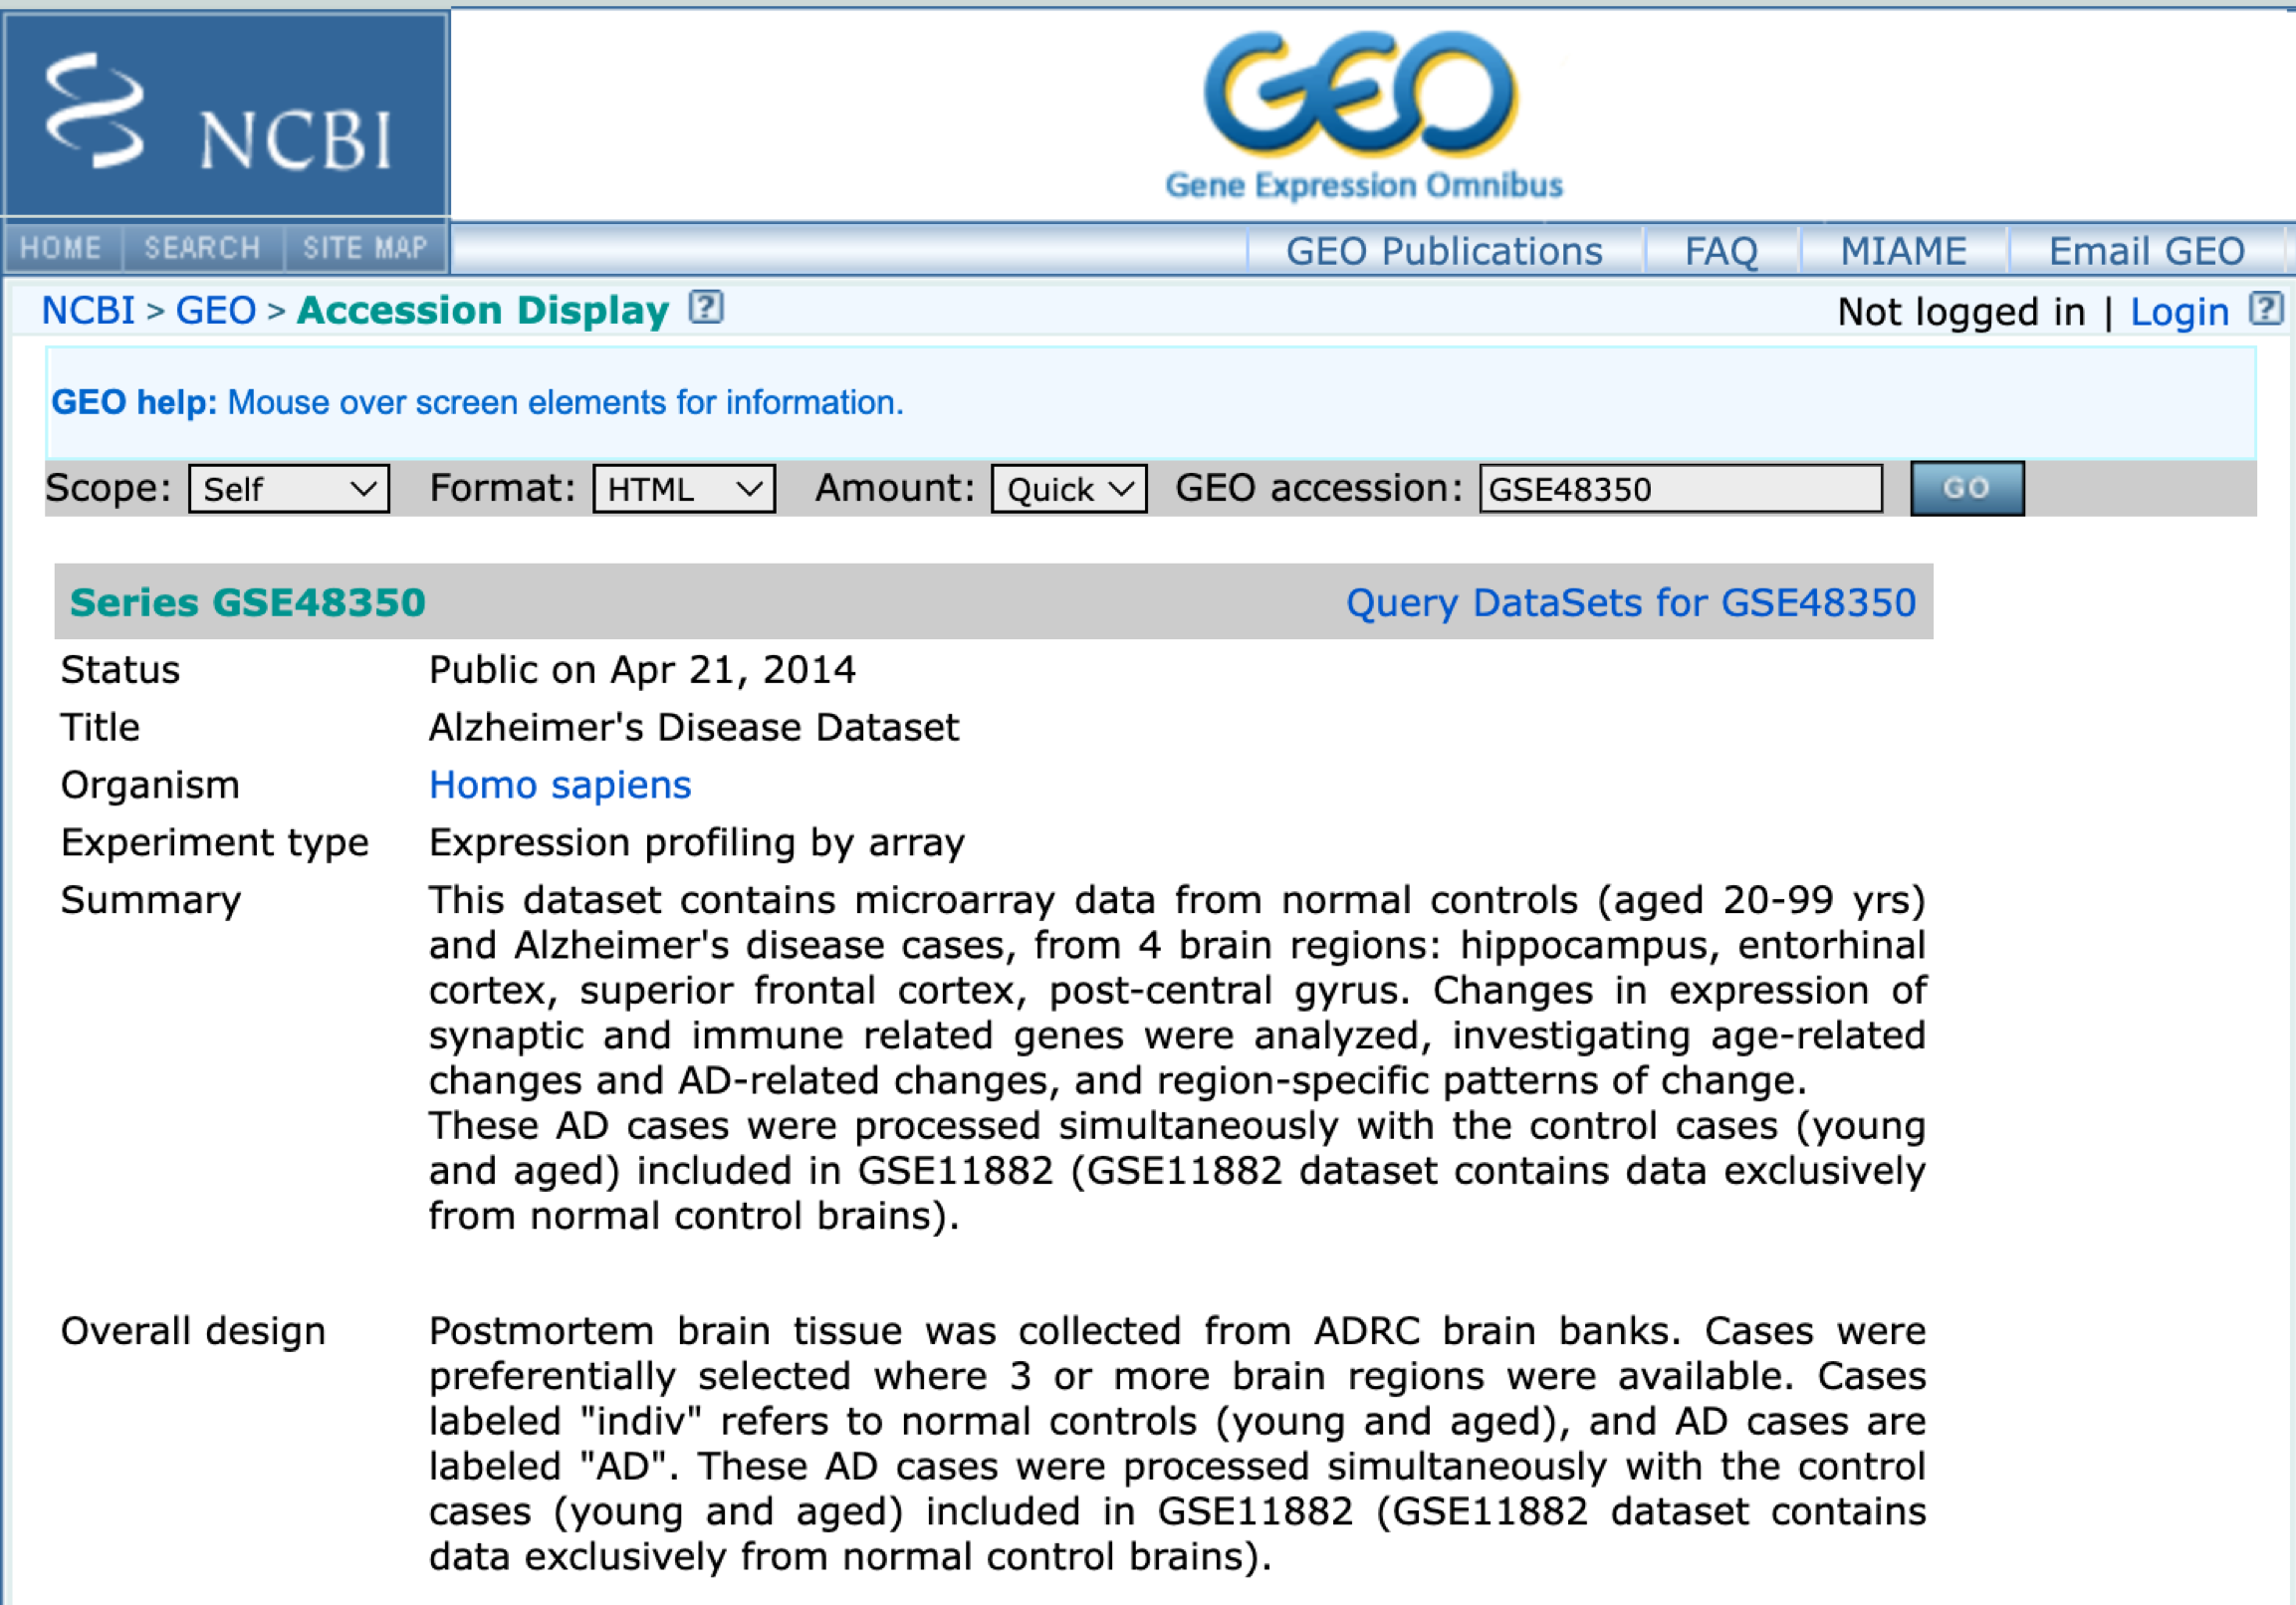 NCBI
GEO
Gene Expression Omnibus
HOME SEARCH SITE MAP GEO Publications FAQ MIAME Email GEO
NCBI > GEO > Accession Display ? Not logged in | Login ?
GEO help: Mouse over screen elements for information.
Scope: Self Format: HTML Amount: Quick GEO accession: GSE48350 GO
Series GSE48350 Query DataSets for GSE48350
Status Public on Apr 21, 2014
Title Alzheimer's Disease Dataset
Organism Homo sapiens
Experiment type Expression profiling by array
Summary This dataset contains microarray data from normal controls (aged 20-99 yrs)
and Alzheimer's disease cases, from 4 brain regions: hippocampus, entorhinal
cortex, superior frontal cortex, post-central gyrus. Changes in expression of
synaptic and immune related genes were analyzed, investigating age-related
changes and AD-related changes, and region-specific patterns of change.
These AD cases were processed simultaneously with the control cases (young
and aged) included in GSE11882 (GSE11882 dataset contains data exclusively
from normal control brains).
Overall design Postmortem brain tissue was collected from ADRC brain banks. Cases were
preferentially selected where 3 or more brain regions were available. Cases
labeled "indiv" refers to normal controls (young and aged), and AD cases are
labeled "AD". These AD cases were processed simultaneously with the control
cases (young and aged) included in GSE11882 (GSE11882 dataset contains
data exclusively from normal control brains).